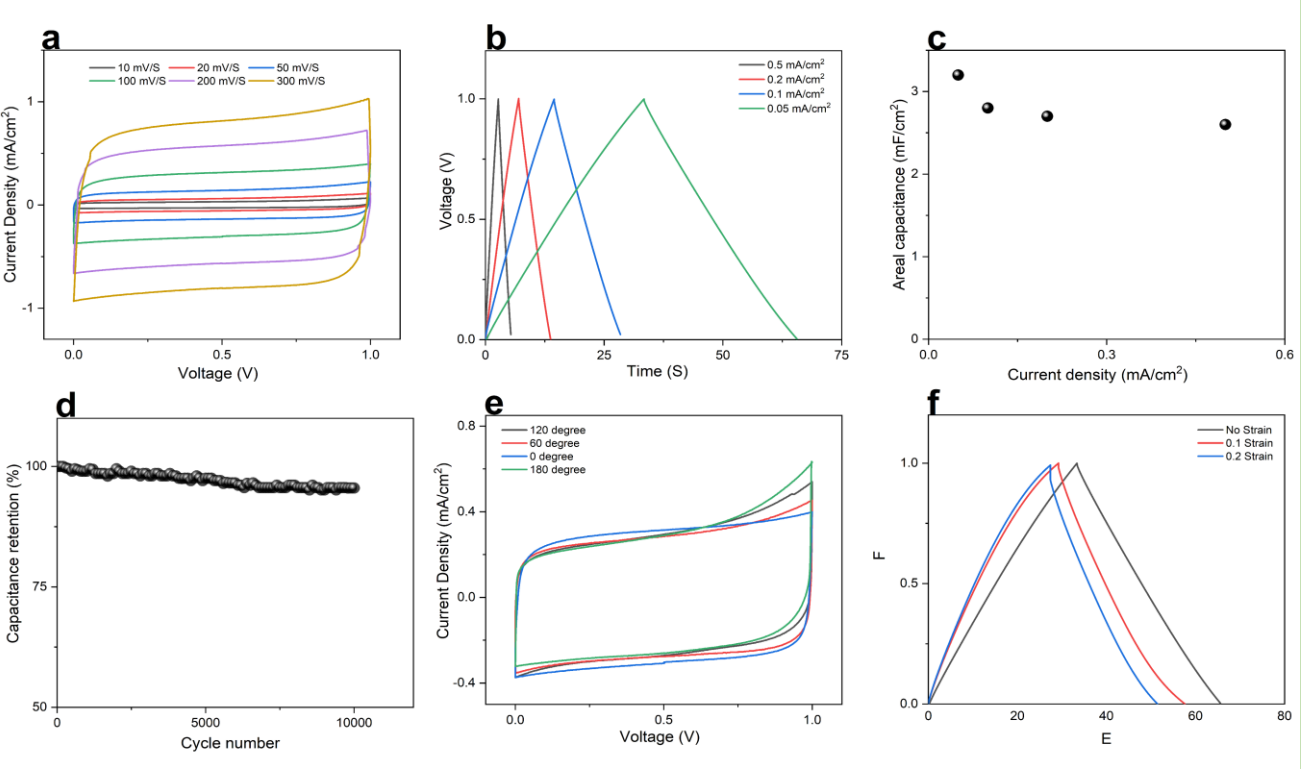 a
10 mV/S 20 mV/S 50 mV/S
100 mV/S 200 mV/S 300 mV/S
1
0
-1
Current Density (mA/cm²)
0.0 0.5 1.0
Voltage (V)
b
0.5 mA/cm²
0.2 mA/cm²
0.1 mA/cm²
0.05 mA/cm²
1.0
0.5
0.0
Voltage (V)
0 25 50 75
Time (S)
c
3
2
1
0
Areal capacitance (mF/cm²)
0.0 0.3 0.6
Current density (mA/cm²)
d
100
75
50
Capacitance retention (%)
0 5000 10000
Cycle number
e
120 degree
60 degree
0 degree
180 degree
0.8
0.4
0.0
-0.4
Current Density (mA/cm²)
0.0 0.5 1.0
Voltage (V)
f
No Strain
0.1 Strain
0.2 Strain
1.0
0.5
0.0
F
0 20 40 60 80
E